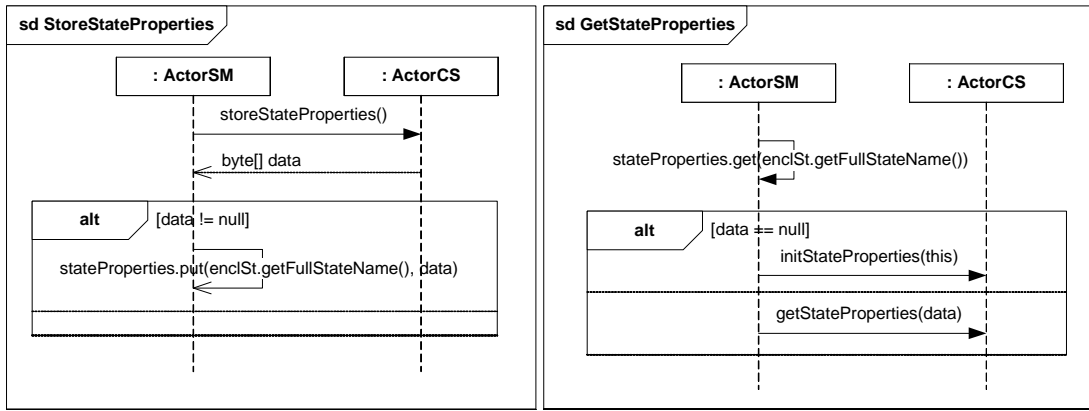 sd StoreStateProperties
: ActorSM
: ActorCS
storeStateProperties()
byte[] data
alt
[data != null]
stateProperties.put(enclSt.getFullStateName(), data)
sd GetStateProperties
: ActorSM
: ActorCS
stateProperties.get(enclSt.getFullStateName())
alt
[data == null]
initStateProperties(this)
getStateProperties(data)